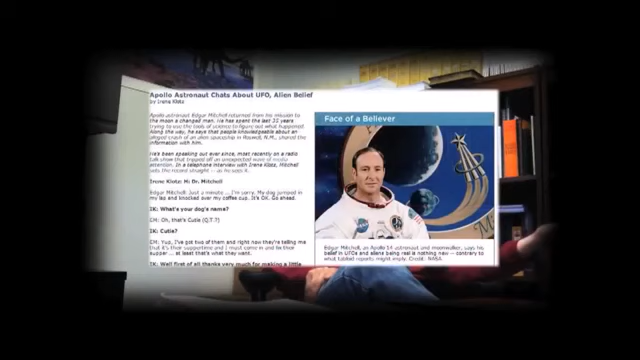 Apollo Astronaut Chats About UFO, Alien Belief
by Irene Klotz
Apollo astronaut Edgar Mitchell returned from his mission to
the moon a changed man. He has spent the last 37 years
trying to use the tools of science to figure out what happened.
Along the way, he says that people knowledgeable about an
alleged crash of an alien spaceship in Roswell, N.M., shared the
information with him.
He's been speaking out ever since, most recently on a radio
talk show that tripped off an unexpected wave of media
attention. In a telephone interview with Irene Klotz, Mitchell
sets the record straight -- as he sees it.
Irene Klotz: Hi Dr. Mitchell
Edgar Mitchell: Just a minute ... I'm sorry. My dog jumped in
my lap and knocked over my coffee cup. It's OK. Go ahead.
IK: What's your dog's name?
Oh, that's Cutie (Q.T.?)
IK: Cutie?
Yup, I've got two of them and right now they're telling me
that it's their suppertime and I must come in and fix their
supper... at least that's what they want.
IK: Well first of all thanks very much for making a little
Face of a Believer
Edgar Mitchell, an Apollo 14 astronaut and moonwalker, says his
belief in UFOs and aliens being real is nothing new -- contrary to
what tabloid reports might imply. Credit: NASA.